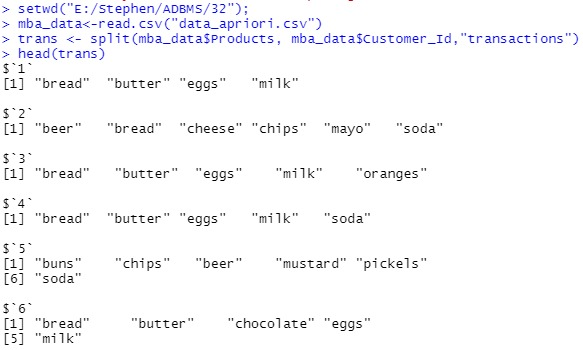 > setwd("E:/Stephen/ADBMS/32");
> mba_data<-read.csv("data_apriori.csv")
> trans <- split(mba_data$Products, mba_data$Customer_Id,"transactions")
> head(trans)
$`1`
[1] "bread"  "butter" "eggs"   "milk"

$`2`
[1] "beer"   "bread"  "cheese" "chips"  "mayo"   "soda"

$`3`
[1] "bread"   "butter"  "eggs"    "milk"    "oranges"

$`4`
[1] "bread"  "butter" "eggs"   "milk"   "soda"

$`5`
[1] "buns"    "chips"   "beer"    "mustard" "pickels"
[6] "soda"

$`6`
[1] "bread"     "butter"    "chocolate" "eggs"
[5] "milk"